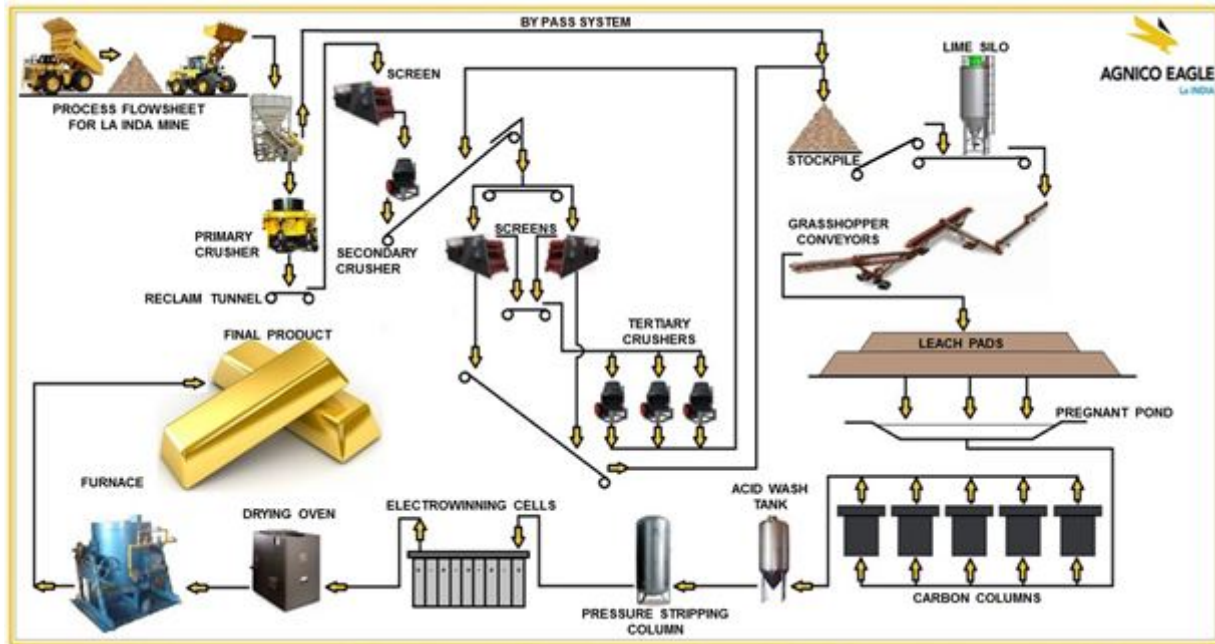 BY PASS SYSTEM
LIME SILO
AGNICO EAGLE
La INDIA
SCREEN
PROCESS FLOWSHEET
FOR LA INDA MINE
STOCKPILE
GRASSHOPPER
CONVEYORS
PRIMARY
CRUSHER
SCREENS
SECONDARY
CRUSHER
RECLAIM TUNNEL
FINAL PRODUCT
TERTIARY
CRUSHERS
LEACH PADS
PREGNANT POND
FURNACE
DRYING OVEN
ELECTROWINNING CELLS
ACID WASH
TANK
PRESSURE STRIPPING
COLUMN
CARBON COLUMNS